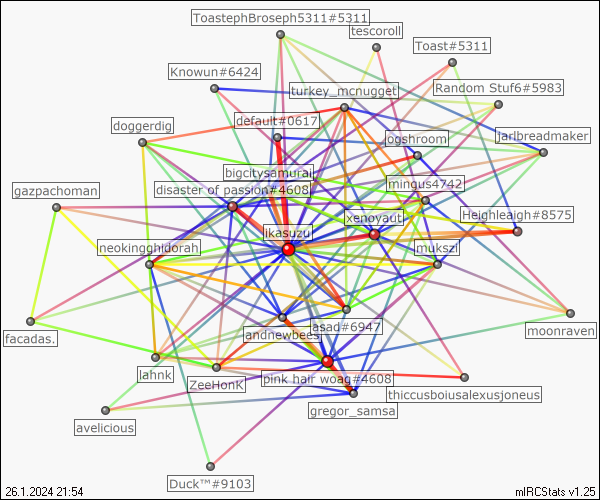 ToastephBroseph5311#5311
tescoroll
Toast#5311
Knowun#6424
Random Stuf6#5983
turkey_mcnugget
default#0617
doggerdig
ogshroom
jarlbreadmaker
bigcitysamurai
mingus4742
disaster of passion#4608
gazpachoman
xenoyaut
Heighleaigh#8575
ikasuzu
neokingghidorah
mukszi
asad#6947
andnewbees
moonraven
facadas.
lahnk
ZeeHonK
pink hair woag#4608
thiccusboiusalexusjoneus
gregor_samsa
avelicious
Duck™#9103
26.1.2024 21:54
mIRCStats v1.25